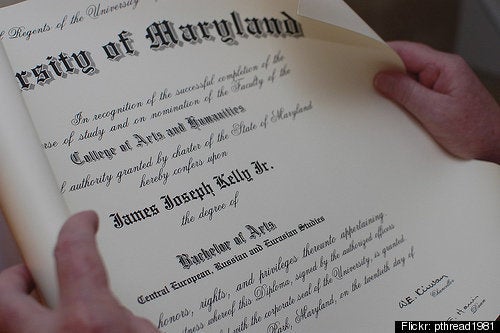 Regents of the University
rsity of Maryland
In recognition of the successful completion of the
rse of study and on nomination of the Faculty of the
College of Arts and Humanities
authority granted by charter of the State of Maryland
hereby confers upon
James Joseph Kelly Jr.
the degree of
Bachelor of Arts
Central European, Russian and Eurasian Studies
honors, rights, and privileges thereunto appertaining.
tness whereof this Diploma, signed by the authorized officers
with the corporate seal of the University, is granted
Park, Maryland, on the twentieth day of
Chancellor
Flickr: pthread1981